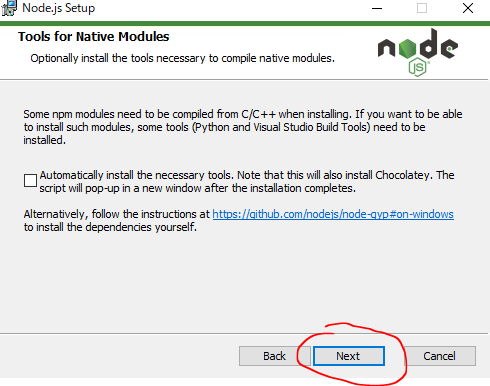 Node.js Setup
Tools for Native Modules
Optionally install the tools necessary to compile native modules.
node
JS
Some npm modules need to be compiled from C/C++ when installing. If you want to be able
to install such modules, some tools (Python and Visual Studio Build Tools) need to be
installed.
Automatically install the necessary tools. Note that this will also install Chocolatey. The
script will pop-up in a new window after the installation completes.
Alternatively, follow the instructions at https://github.com/nodejs/node-gyp#on-windows
to install the dependencies yourself.
Back Next Cancel